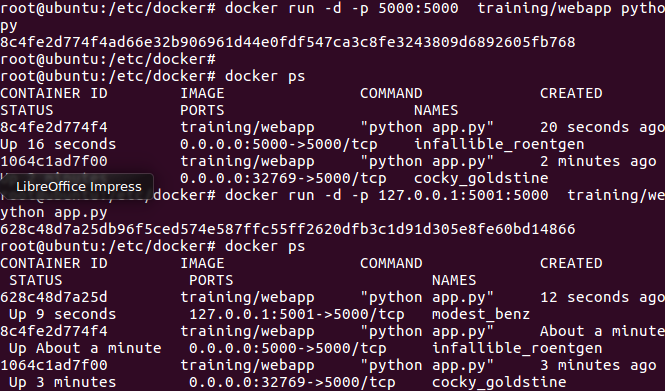 root@ubuntu:/etc/docker# docker run -d -p 5000:5000  training/webapp pytho
py
8c4fe2d774f4ad66e32b906961d44e0fdf547ca3c8fe3243809d6892605fb768
root@ubuntu:/etc/docker#
root@ubuntu:/etc/docker# docker ps
CONTAINER ID        IMAGE               COMMAND             CREATED
STATUS              PORTS                     NAMES
8c4fe2d774f4        training/webapp     "python app.py"     20 seconds ago
Up 16 seconds       0.0.0.0:5000->5000/tcp    infallible_roentgen
1064c1ad7f00        training/webapp     "python app.py"     2 minutes ago
0.0.0.0:32769->5000/tcp   cocky_goldstine
LibreOffice Impress
root@ubuntu:/etc/docker# docker run -d -p 127.0.0.1:5001:5000  training/we
ython app.py
628c48d7a25db96f5ced574e587ffc55ff2620dfb3c1d91d305e8fe60bd14866
root@ubuntu:/etc/docker# docker ps
CONTAINER ID        IMAGE               COMMAND             CREATED
STATUS              PORTS                      NAMES
628c48d7a25d        training/webapp     "python app.py"     12 seconds ago
Up 9 seconds        127.0.0.1:5001->5000/tcp   modest_benz
8c4fe2d774f4        training/webapp     "python app.py"     About a minute
Up About a minute   0.0.0.0:5000->5000/tcp     infallible_roentgen
1064c1ad7f00        training/webapp     "python app.py"     3 minutes ago
Up 3 minutes        0.0.0.0:32769->5000/tcp    cocky_goldstine